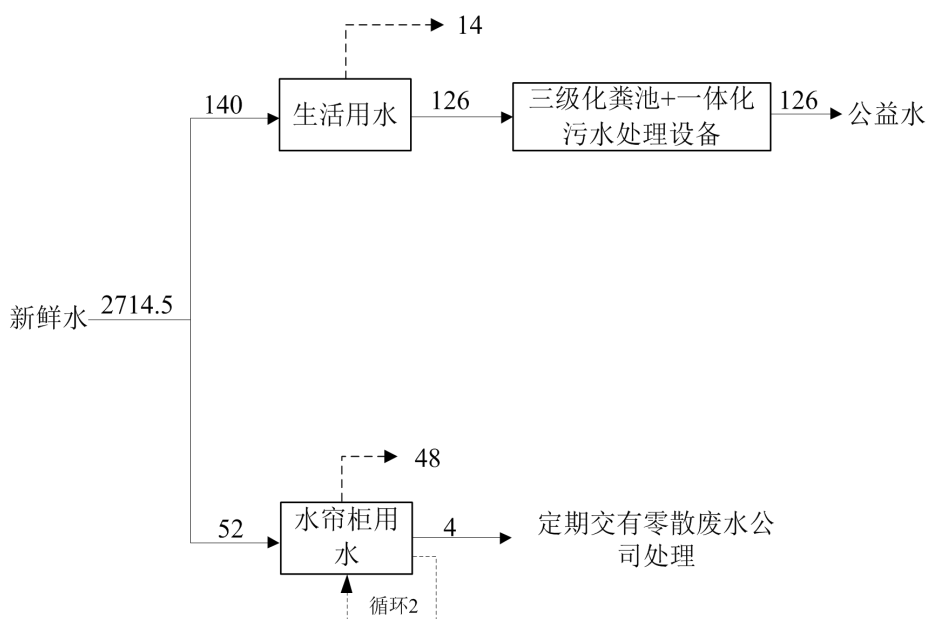 14
140
生活用水
126
三级化粪池+一体化
污水处理设备
126
公益水
新鲜水
2714.5
48
52
水帘柜用
水
4
定期交有零散废水公
司处理
循环2